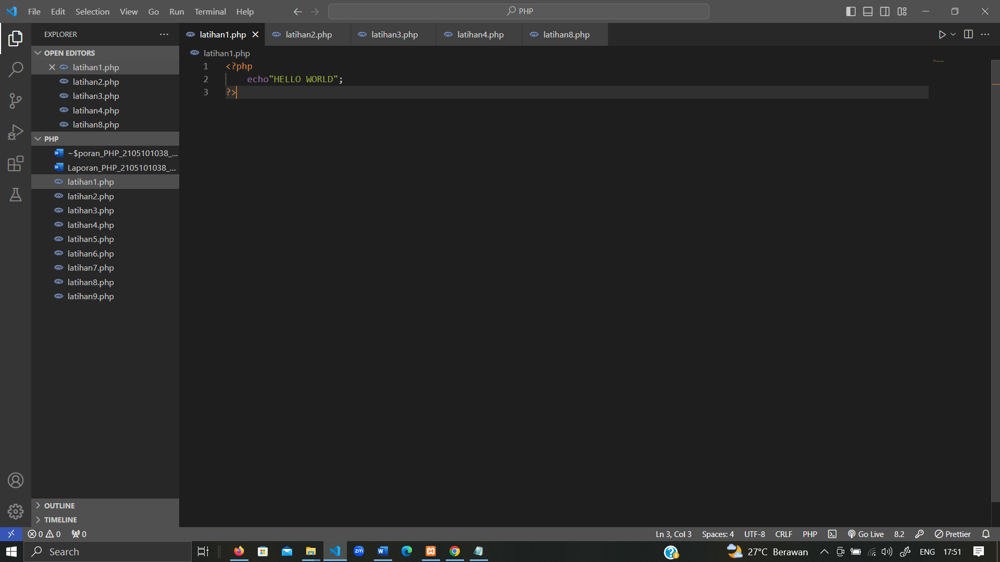 File Edit Selection View Go Run Terminal Help PHP
EXPLORER
latihan1.php latihan2.php latihan3.php latihan4.php latihan8.php
OPEN EDITORS
latihan1.php
latihan2.php
latihan3.php
latihan4.php
latihan8.php
PHP
~$poran_PHP_2105101038_...
Laporan_PHP_2105101038_...
latihan1.php
latihan2.php
latihan3.php
latihan4.php
latihan5.php
latihan6.php
latihan7.php
latihan8.php
latihan9.php
OUTLINE
TIMELINE
latihan1.php
1 <?php
2 echo"HELLO WORLD";
3 ?>
0 0 0 Ln 3, Col 3 Spaces: 4 UTF-8 CRLF PHP Go Live 8.2 Prettier
Search zm 27°C Berawan ENG 17:51